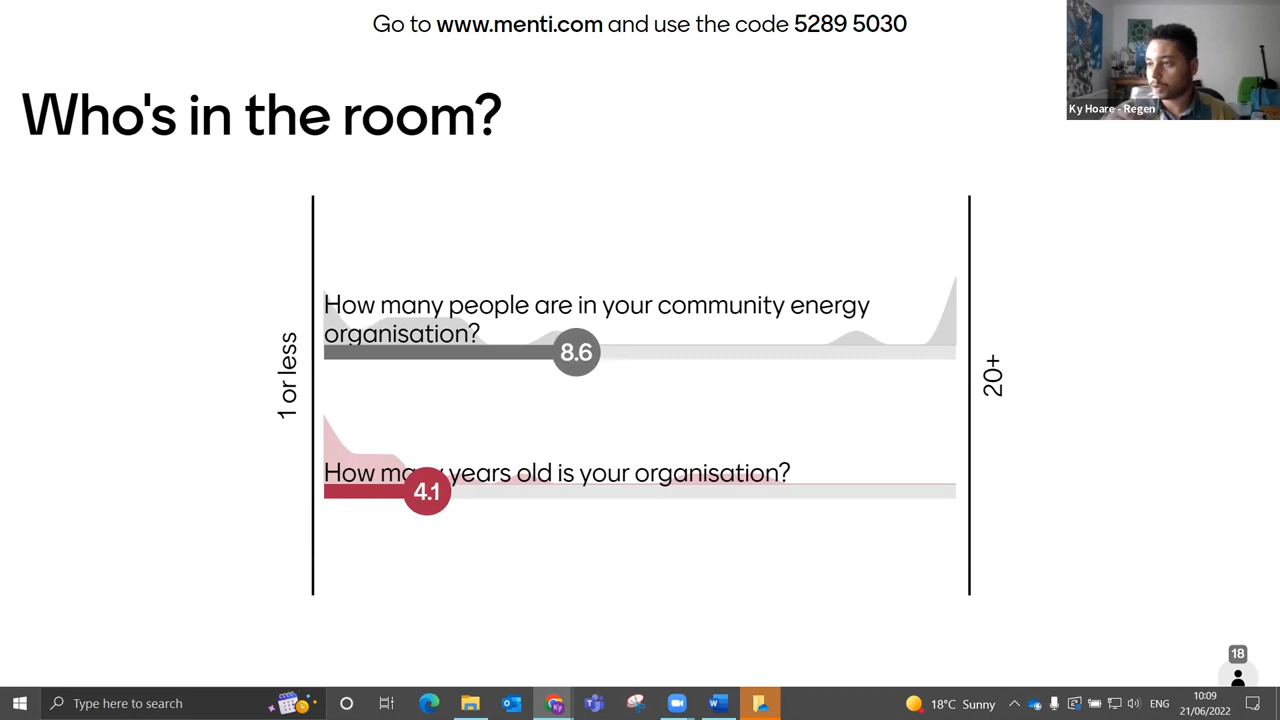 Go to www.menti.com and use the code 5289 5030
Ky Hoare - Regen
Who's in the room?
1 or less
How many people are in your community energy
organisation?
8.6
20+
How many years old is your organisation?
4.1
18
Type here to search
18°C Sunny
ENG
10:09
21/06/2022